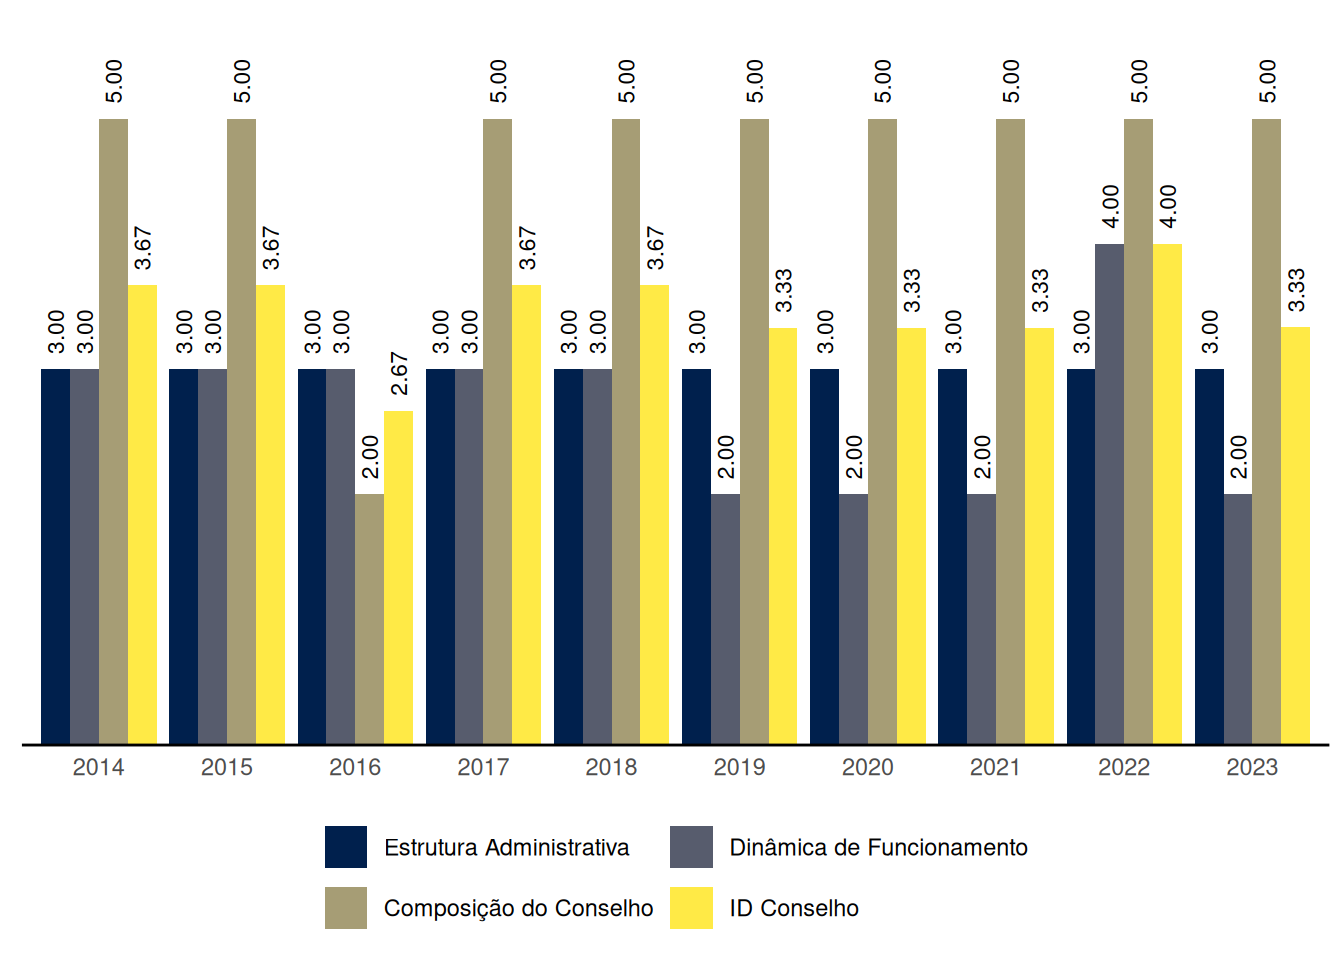 5.00 5.00 5.00 5.00 5.00 5.00 5.00 5.00 5.00
4.00 4.00
3.67 3.67 3.67 3.67
3.33 3.33 3.33 3.33
3.00 3.00 3.00 3.00 3.00 3.00 3.00 3.00 3.00 3.00 3.00 3.00 3.00 3.00 3.00
2.67
2.00 2.00 2.00 2.00 2.00
2014 2015 2016 2017 2018 2019 2020 2021 2022 2023
Estrutura Administrativa Dinâmica de Funcionamento
Composição do Conselho ID Conselho